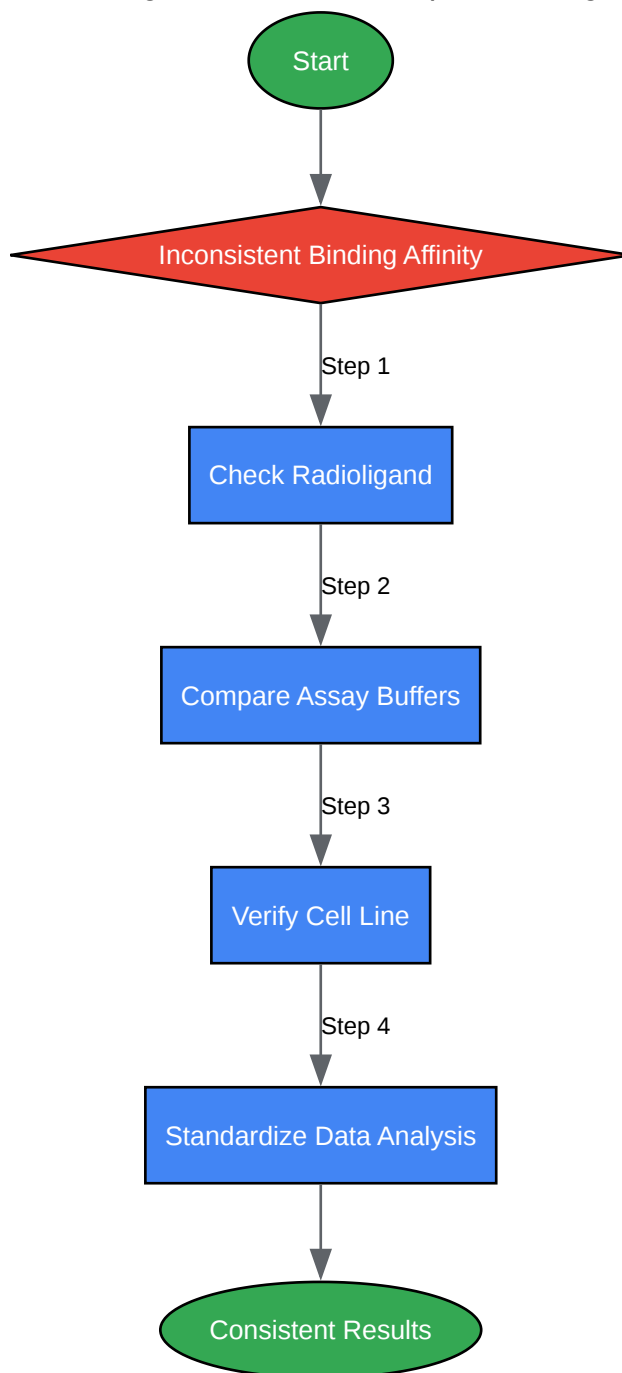 Start
Inconsistent Binding Affinity
Step 1
Check Radioligand
Step 2
Compare Assay Buffers
Step 3
Verify Cell Line
Step 4
Standardize Data Analysis
Consistent Results